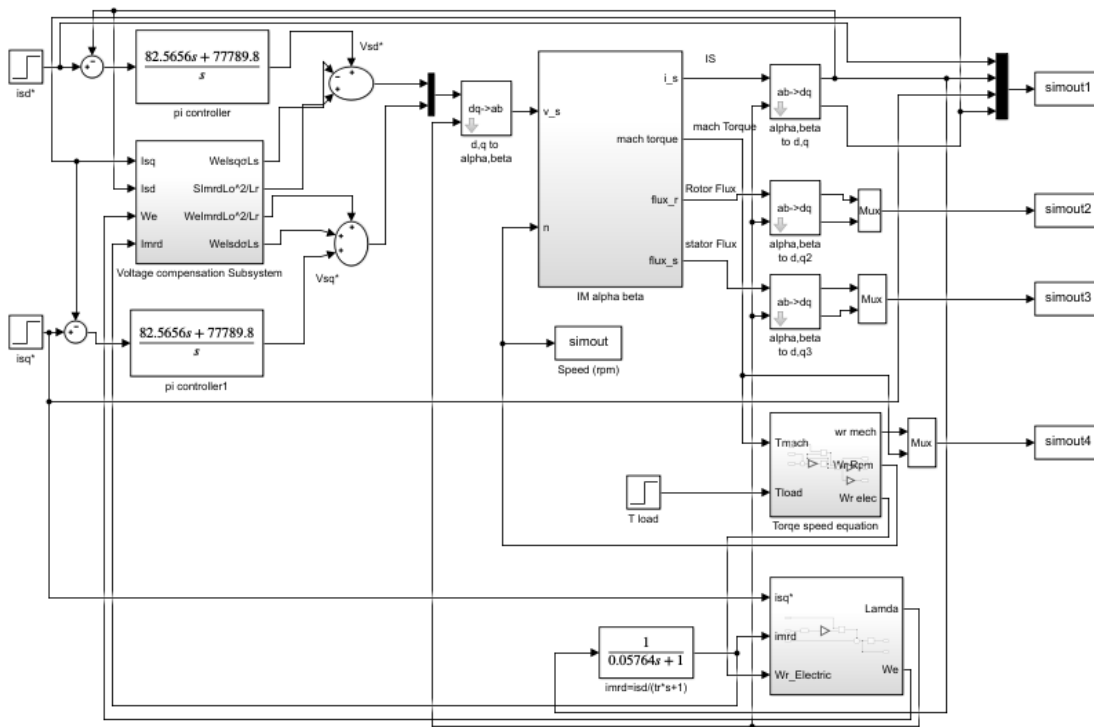 isd*
82.5656s + 77789.8
s
pi controller
Vsd*
Isq
Isd
We
Imrd
WeIsqσLs
SImrdLo^2/Lr
WeImrdLo^2/Lr
WeIsdσLs
Voltage compensation Subsystem
Vsq*
isq*
82.5656s + 77789.8
s
pi controller1
dq->ab
d,q to
alpha,beta
v_s
n
i_s
mach torque
flux_r
flux_s
IM alpha beta
IS
mach Torque
Rotor Flux
stator Flux
ab->dq
alpha,beta
to d,q
ab->dq
alpha,beta
to d,q2
ab->dq
alpha,beta
to d,q3
Mux
Mux
simout1
simout2
simout3
simout
Speed (rpm)
Tmach
Tload
wr mech
Wr Rpm
Wr elec
Torqe speed equation
Mux
simout4
T load
isq*
imrd
Wr_Electric
Lamda
We
1
0.05764s + 1
imrd=isd/(tr*s+1)